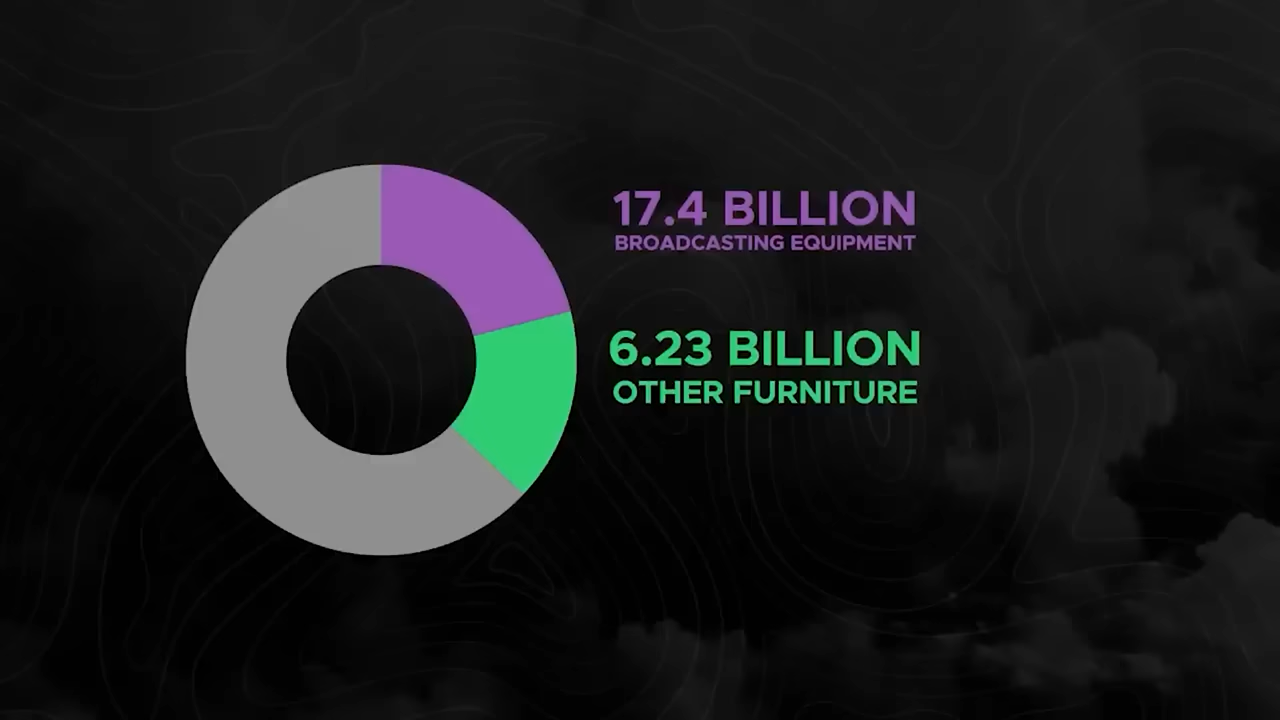 17.4 BILLION
BROADCASTING EQUIPMENT
6.23 BILLION
OTHER FURNITURE